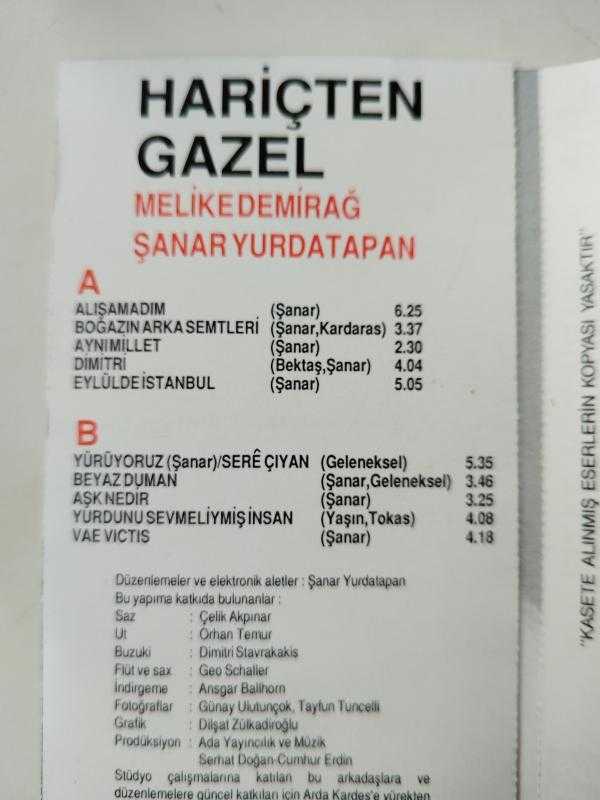 HARİÇTEN
GAZEL
MELİKE DEMİRAĞ
ŞANAR YURDATAPAN
A
ALIŞAMADIM (Şanar) 6.25
BOĞAZIN ARKA SEMTLERİ (Şanar,Kardaras) 3.37
AYNI MİLLET (Şanar) 2.30
DİMİTRİ (Bektaş,Şanar) 4.04
EYLÜLDE İSTANBUL (Şanar) 5.05
B
YÜRÜYORUZ (Şanar)/SERÊ ÇIYAN (Geleneksel) 5.35
BEYAZ DUMAN (Şanar,Geleneksel) 3.46
AŞK NEDİR (Şanar) 3.25
YURDUNU SEVMELİYMİŞ İNSAN (Yaşın,Tokas) 4.08
VAE VICTIS (Şanar) 4.18
Düzenlemeler ve elektronik aletler : Şanar Yurdatapan
Bu yapıma katkıda bulunanlar :
Saz : Çelik Akpınar
Ut : Orhan Temur
Buzuki : Dimitri Stavrakakis
Flüt ve sax : Geo Schaller
İndirgeme : Ansgar Ballhorn
Fotoğraflar : Günay Ulutunçok, Tayfun Tuncelli
Grafik : Dilşat Zülkadiroğlu
Prodüksiyon : Ada Yayıncılık ve Müzik
Serhat Doğan-Cumhur Erdin
Stüdyo çalışmalarına katılan bu arkadaşlara ve
düzenlemelere güncel katkıları için Arda Kardeş'e yürekten
"KASETE ALINMIŞ ESERLERİN KOPYASI YASAKTIR"